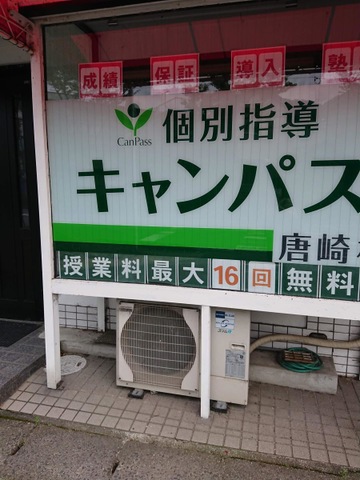 成績 保証 導入 塾
個別指導
CanPass
キャンパス
唐崎
授業料最大16回無料